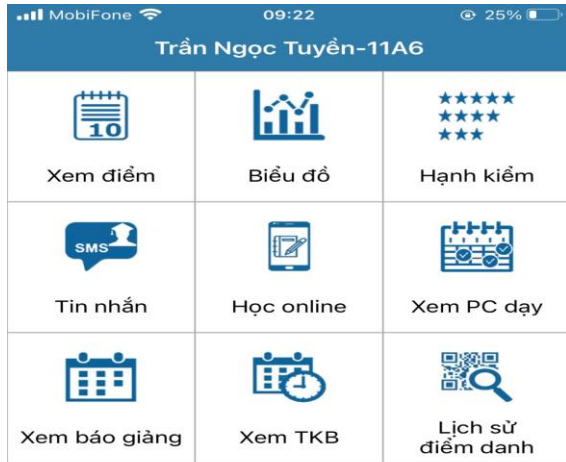 MobiFone 09:22 25%
Trần Ngọc Tuyền-11A6
10
Xem điểm Biểu đồ Hạnh kiểm
SMS
Tin nhắn Học online Xem PC dạy
Xem báo giảng Xem TKB Lịch sử
điểm danh